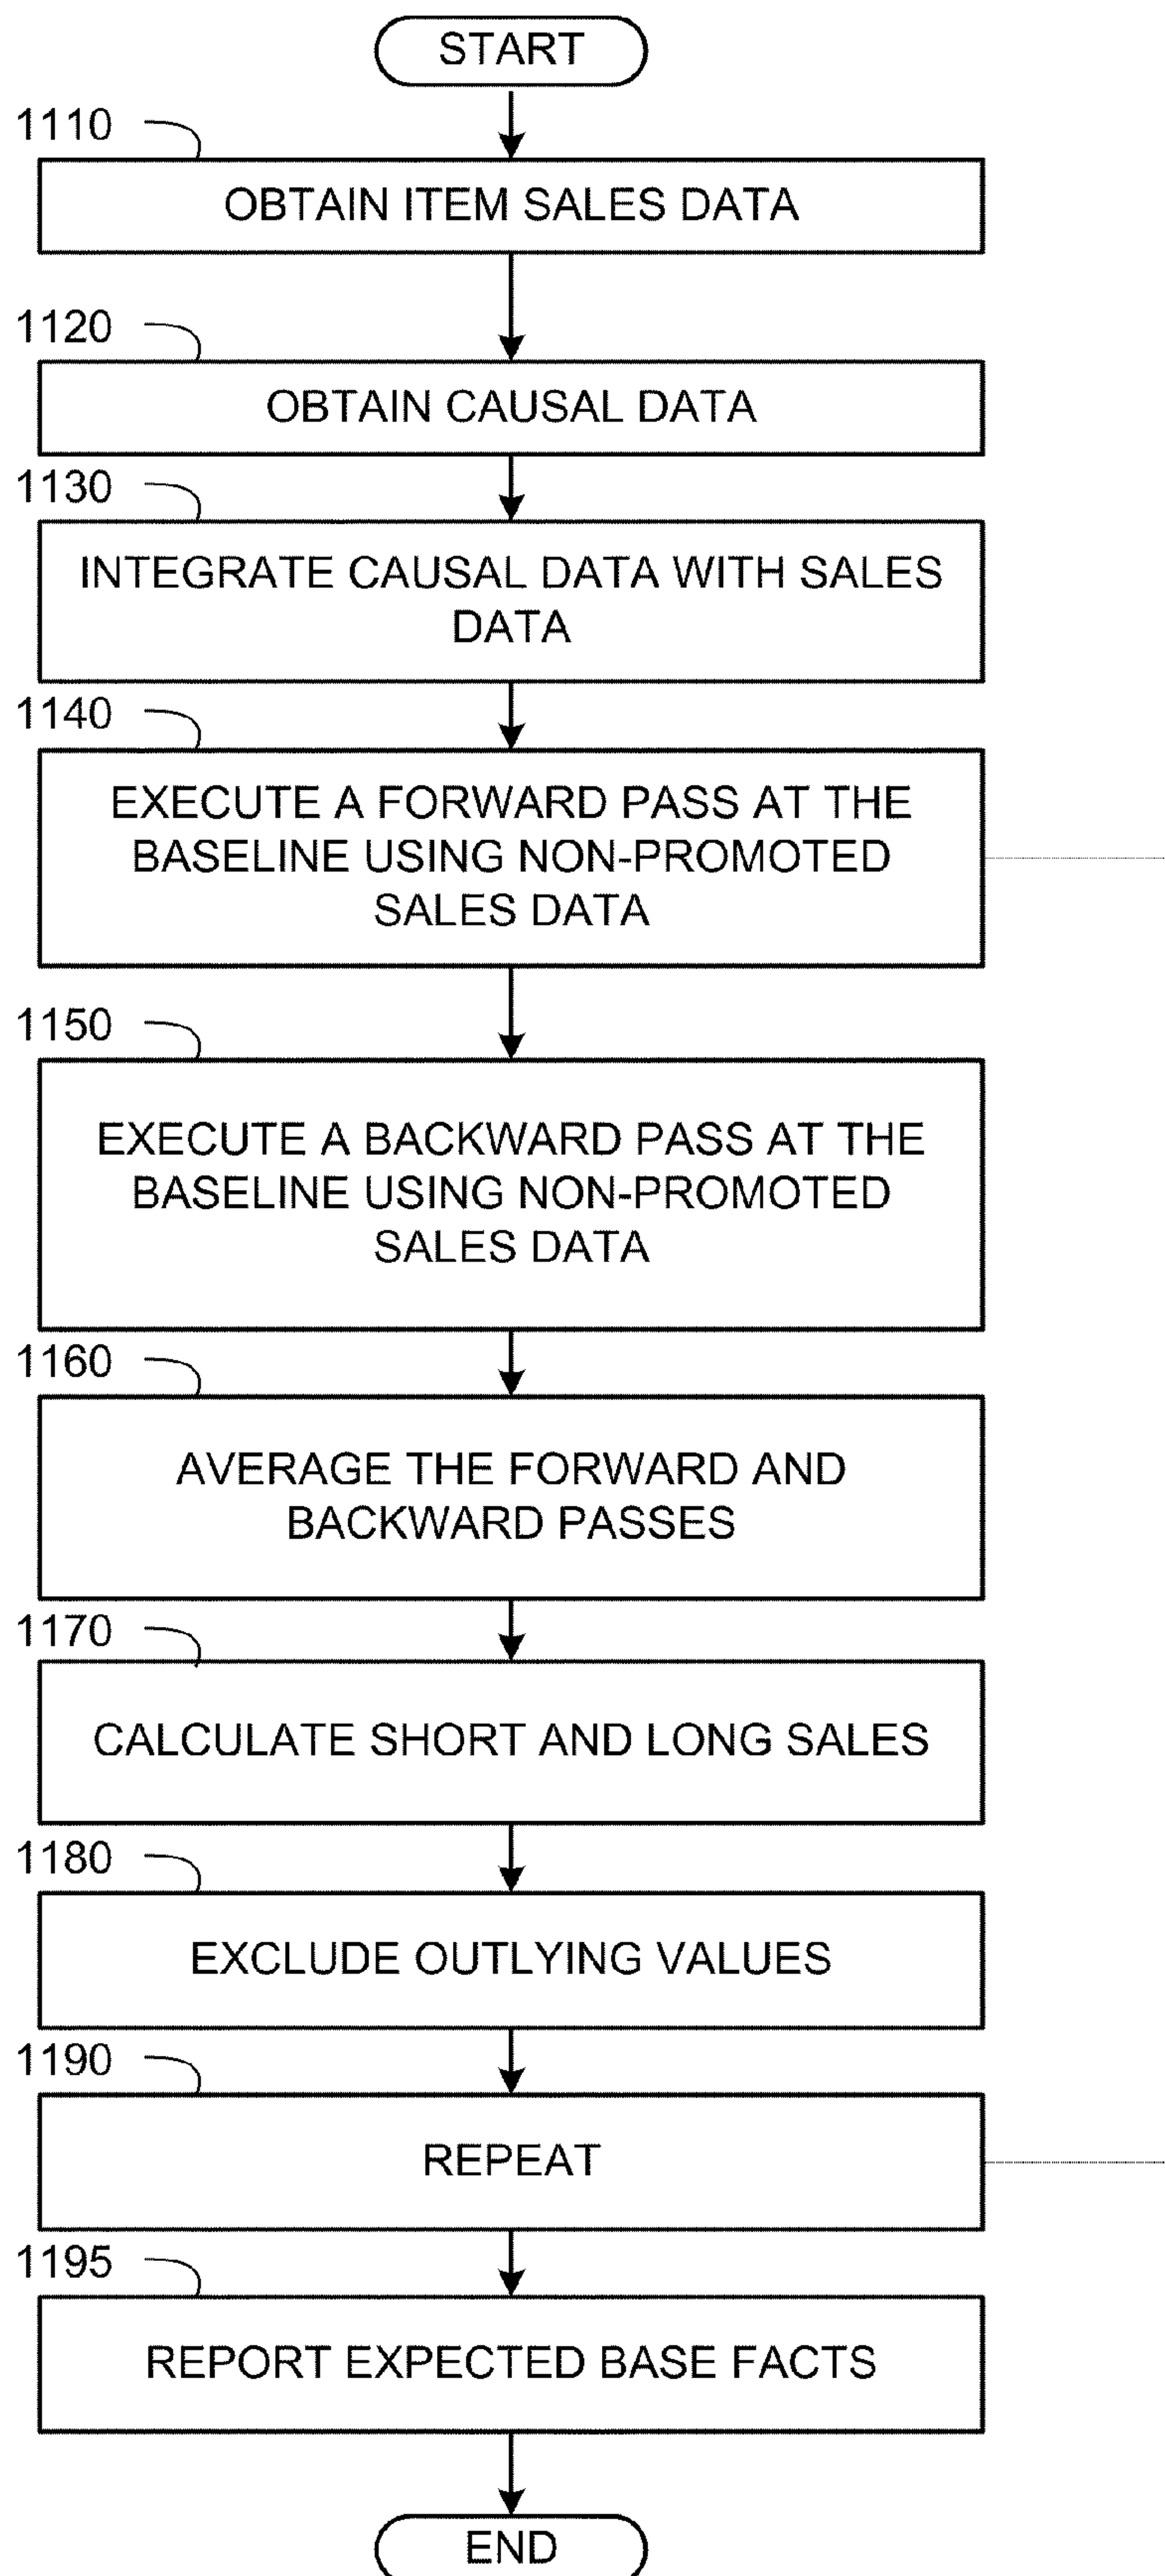 START
1110
OBTAIN ITEM SALES DATA
1120
OBTAIN CAUSAL DATA
1130
INTEGRATE CAUSAL DATA WITH SALES
DATA
1140
EXECUTE A FORWARD PASS AT THE
BASELINE USING NON-PROMOTED
SALES DATA
1150
EXECUTE A BACKWARD PASS AT THE
BASELINE USING NON-PROMOTED
SALES DATA
1160
AVERAGE THE FORWARD AND
BACKWARD PASSES
1170
CALCULATE SHORT AND LONG SALES
1180
EXCLUDE OUTLYING VALUES
1190
REPEAT
1195
REPORT EXPECTED BASE FACTS
END